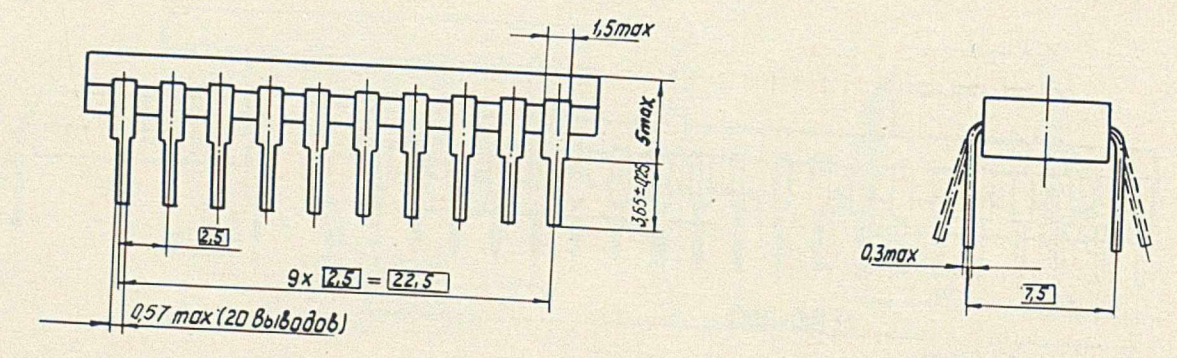 1,5max
5max
3,65±0,25
2,5
9x 2,5 = 22,5
0,57 max (20 выводов)
0,3max
7,5